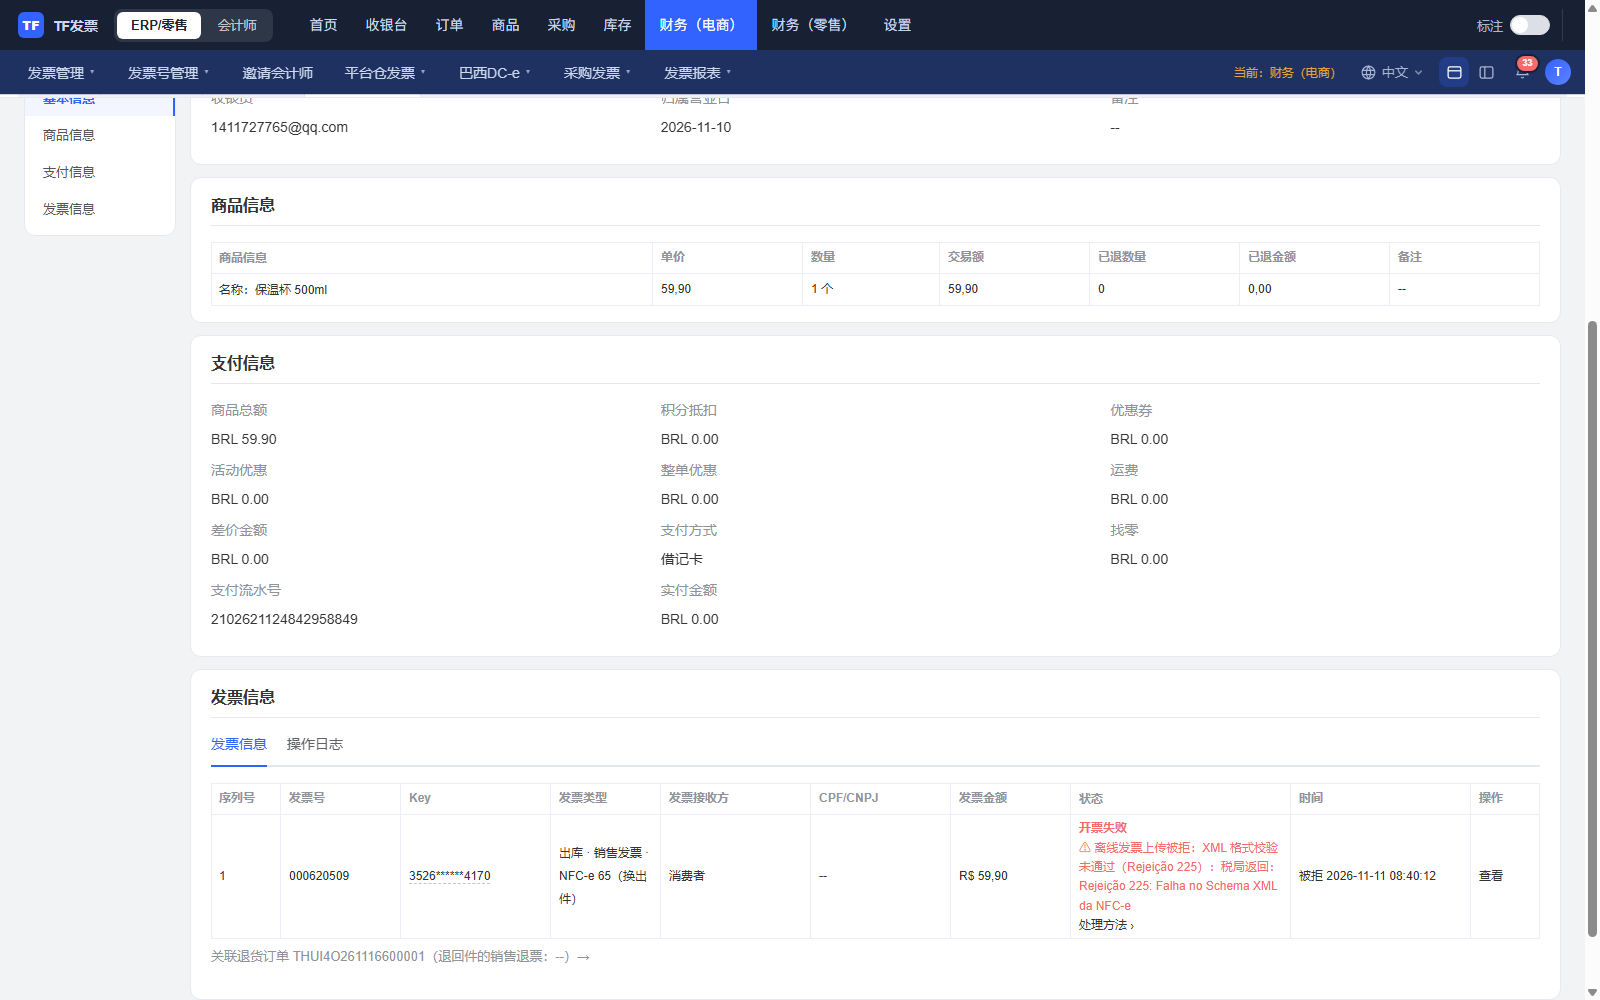 TF TF发票 ERP/零售 会计师 首页 收银台 订单 商品 采购 库存 财务（电商） 财务（零售） 设置 标注
发票管理 发票号管理 邀请会计师 平台仓发票 巴西DC-e 采购发票 发票报表 当前：财务（电商） 中文 33 T
基本信息
商品信息
支付信息
发票信息
收银员 归属营业日 备注
1411727765@qq.com 2026-11-10 --
商品信息
商品信息 单价 数量 交易额 已退数量 已退金额 备注
名称：保温杯 500ml 59,90 1 个 59,90 0 0,00 --
支付信息
商品总额 积分抵扣 优惠券
BRL 59.90 BRL 0.00 BRL 0.00
活动优惠 整单优惠 运费
BRL 0.00 BRL 0.00 BRL 0.00
差价金额 支付方式 找零
BRL 0.00 借记卡 BRL 0.00
支付流水号 实付金额
2102621124842958849 BRL 0.00
发票信息
发票信息 操作日志
序列号 发票号 Key 发票类型 发票接收方 CPF/CNPJ 发票金额 状态 时间 操作
1 000620509 3526******4170
出库 · 销售发票 ·
NFC-e 65（换出
件）
消费者 -- R$ 59,90
开票失败
⚠ 离线发票上传被拒：XML 格式校验
未通过（Rejeição 225）：税局返回：
Rejeição 225: Falha no Schema XML
da NFC-e
处理方法 ›
被拒 2026-11-11 08:40:12 查看
关联退货订单 THUI4O261116600001（退回件的销售退票：--）→